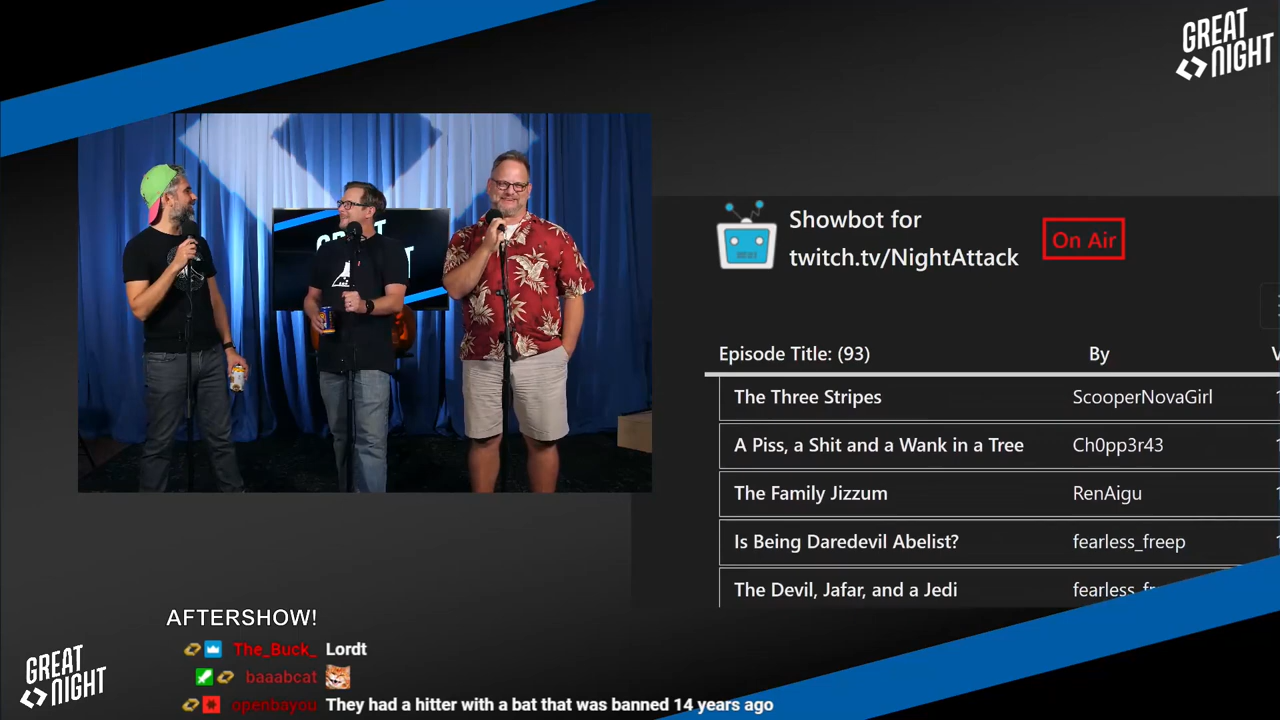 GREAT
NIGHT
GREAT
Showbot for
twitch.tv/NightAttack
On Air
Episode Title: (93)
By
The Three Stripes
ScooperNovaGirl
A Piss, a Shit and a Wank in a Tree
Ch0pp3r43
The Family Jizzum
RenAigu
Is Being Daredevil Abelist?
fearless_freep
The Devil, Jafar, and a Jedi
AFTERSHOW!
The_Buck_ Lordt
baaabcat
openbayou They had a hitter with a bat that was banned 14 years ago
GREAT
NIGHT